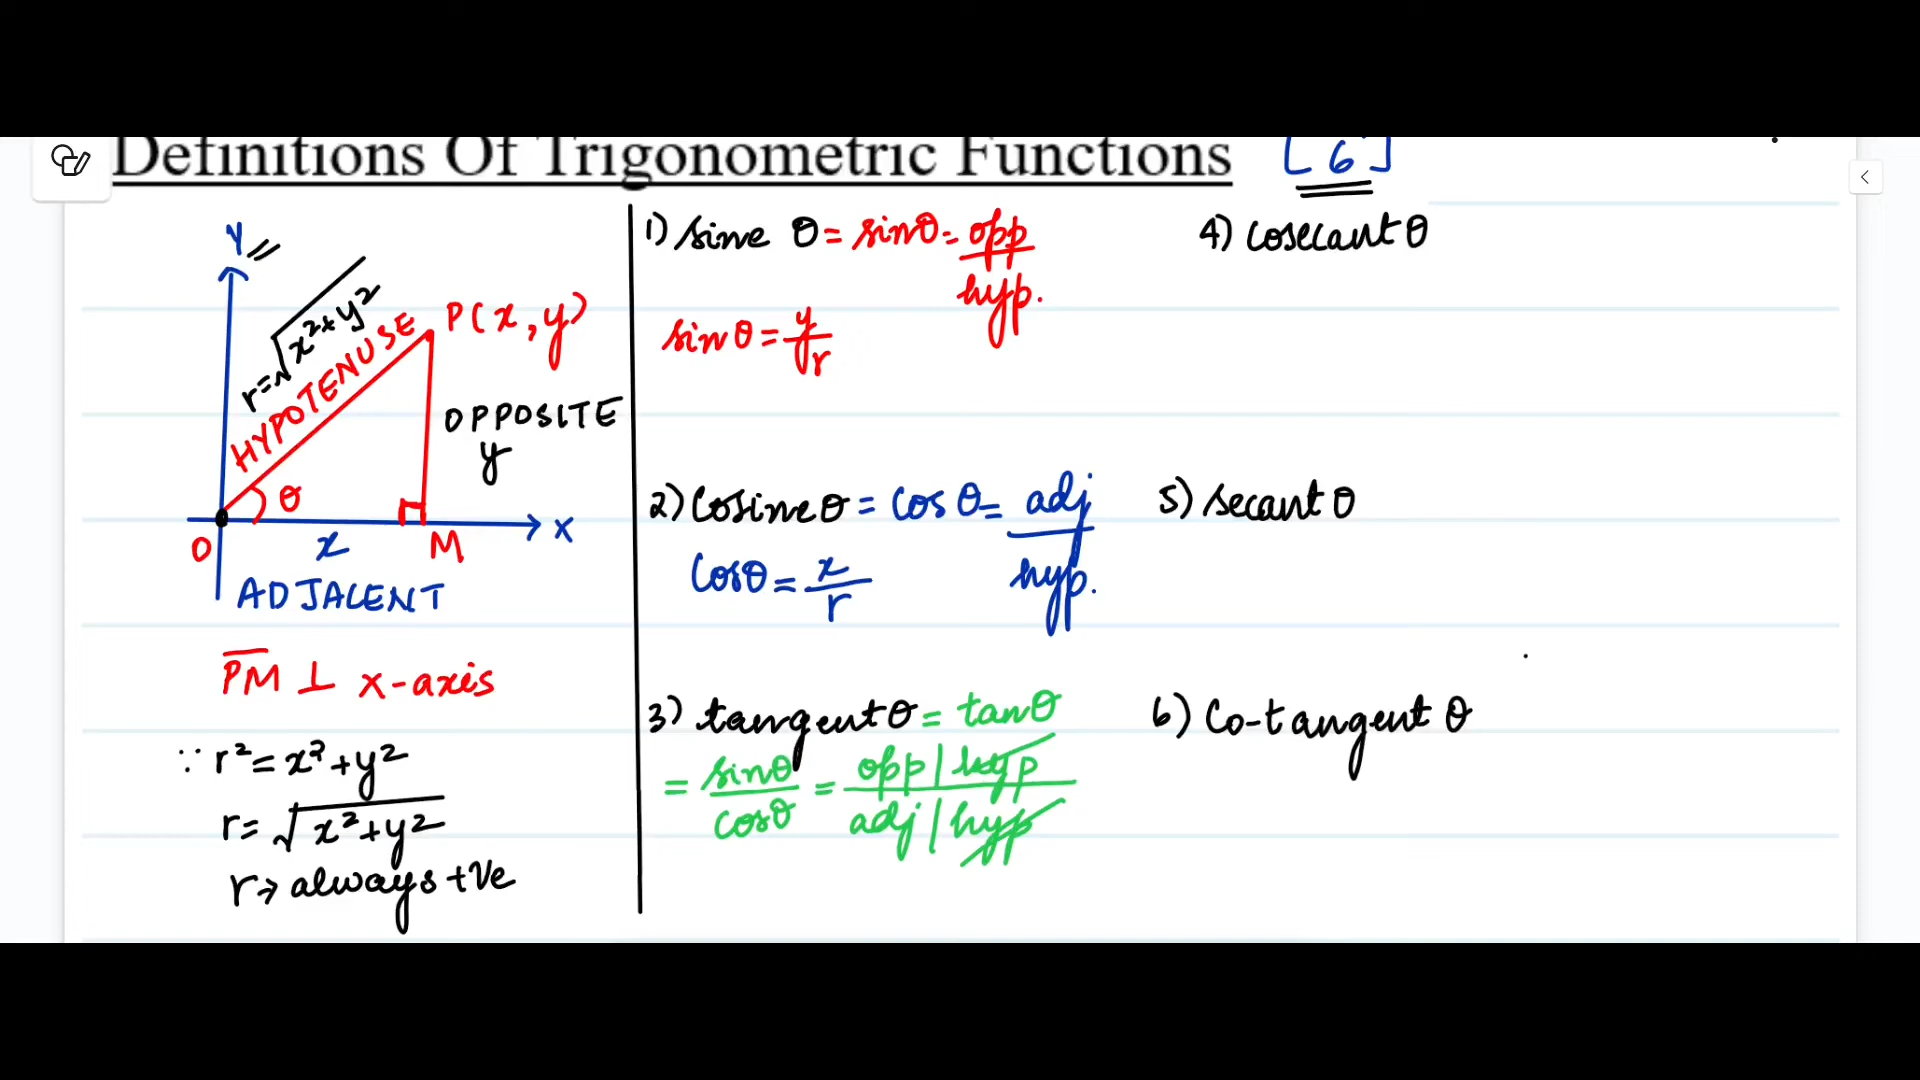 Definitions Of Trigonometric Functions [6]
Y
r=√x²+y²
HYPOTENUSE
P(x,y)
OPPOSITE
y
θ
O x M X
ADJACENT
PM ⊥ x-axis
∵ r²=x²+y²
r=√x²+y²
r→always +ve
1) sine θ = sinθ = opp/hyp.
sinθ = y/r
2) Cosine θ = cos θ = adj/hyp.
Cosθ = x/r
3) tangent θ = tanθ
= sinθ/cosθ = opp|hyp/adj|hyp
4) cosecant θ
5) secant θ
6) Co-tangent θ